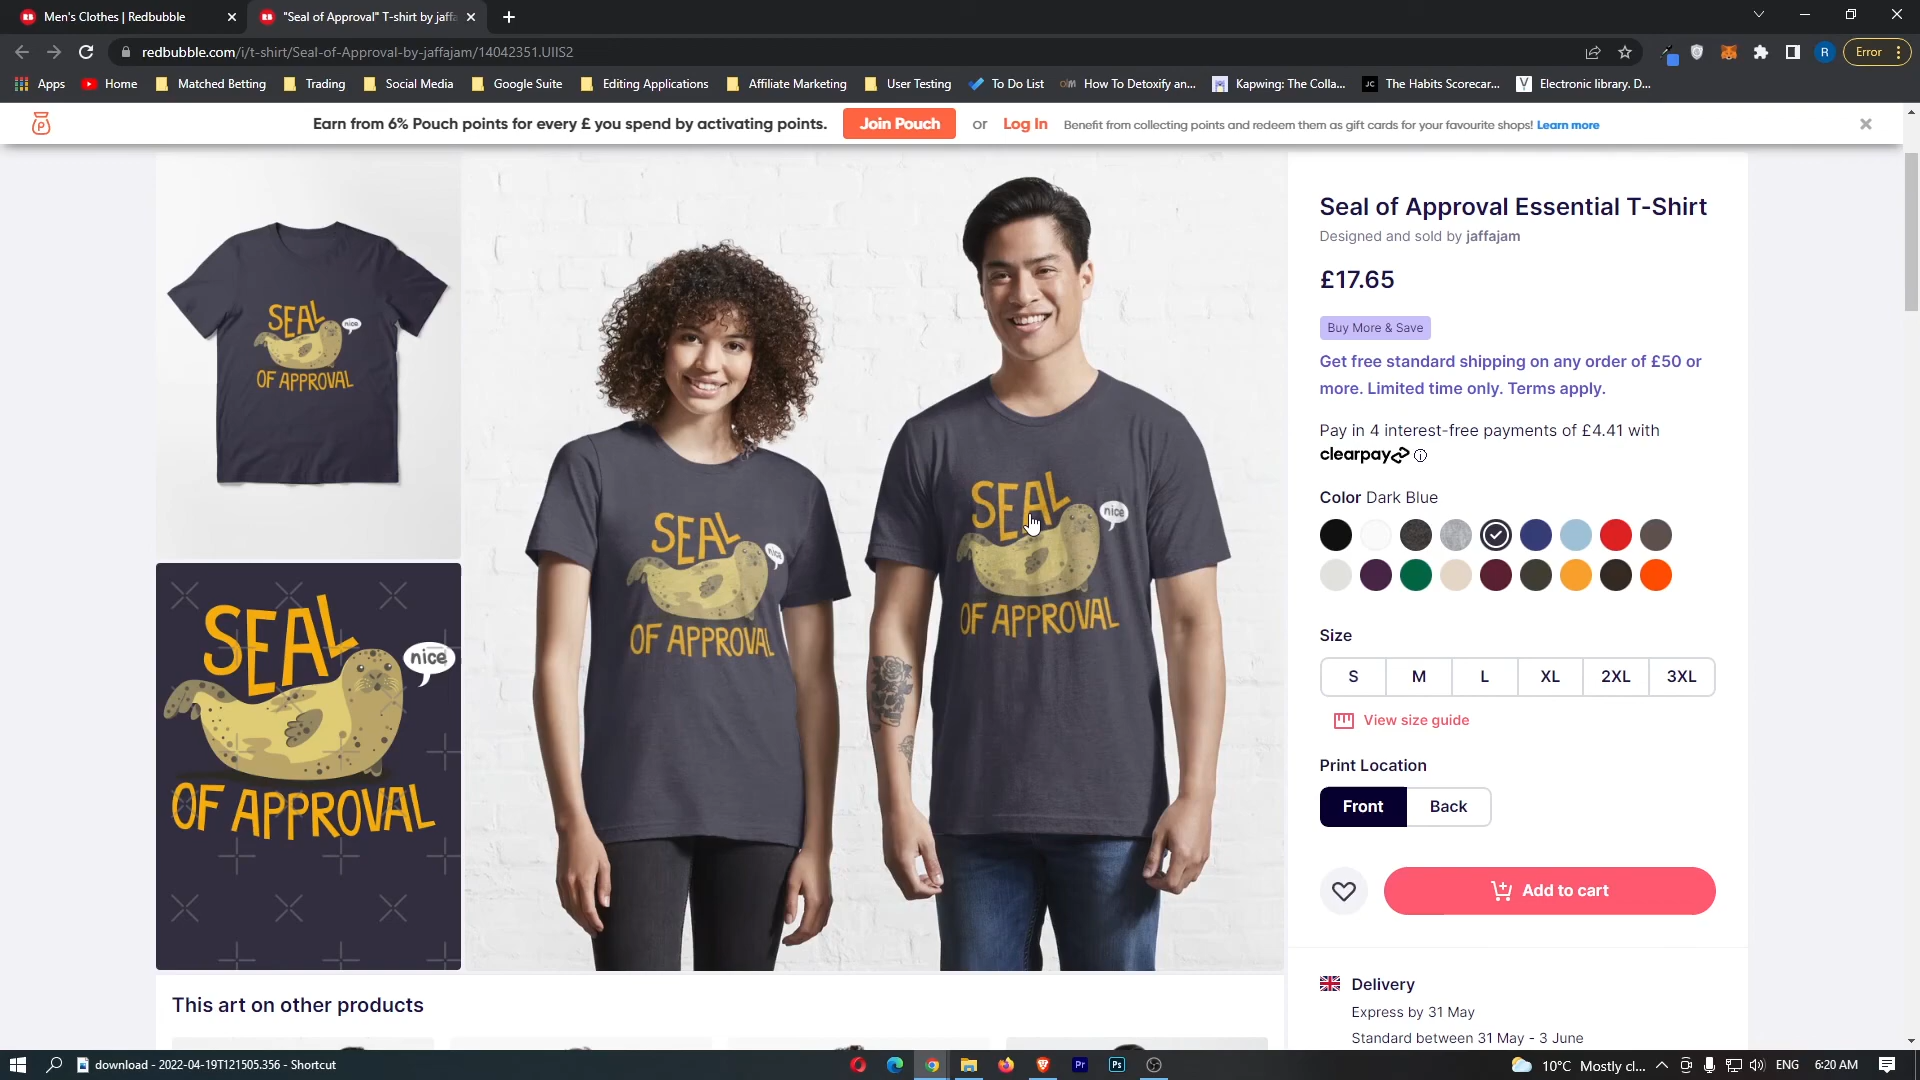 Men's Clothes | Redbubble
"Seal of Approval" T-shirt by jaffa
redbubble.com/i/t-shirt/Seal-of-Approval-by-jaffajam/14042351.UIIS2
R
Error
Apps
Home
Matched Betting
Trading
Social Media
Google Suite
Editing Applications
Affiliate Marketing
User Testing
To Do List
How To Detoxify an...
Kapwing: The Colla...
The Habits Scorecar...
Electronic library. D...
Earn from 6% Pouch points for every £ you spend by activating points.
Join Pouch
or
Log In
Benefit from collecting points and redeem them as gift cards for your favourite shops! Learn more
SEAL
nice
OF APPROVAL
SEAL
nice
OF APPROVAL
SEAL
nice
OF APPROVAL
SEAL
nice
OF APPROVAL
Seal of Approval Essential T-Shirt
Designed and sold by jaffajam
£17.65
Buy More & Save
Get free standard shipping on any order of £50 or
more. Limited time only. Terms apply.
Pay in 4 interest-free payments of £4.41 with
clearpay
Color Dark Blue
Size
S M L XL 2XL 3XL
View size guide
Print Location
Front Back
Add to cart
Delivery
Express by 31 May
Standard between 31 May - 3 June
This art on other products
download - 2022-04-19T121505.356 - Shortcut
Pr
Ps
10°C Mostly cl...
ENG
6:20 AM